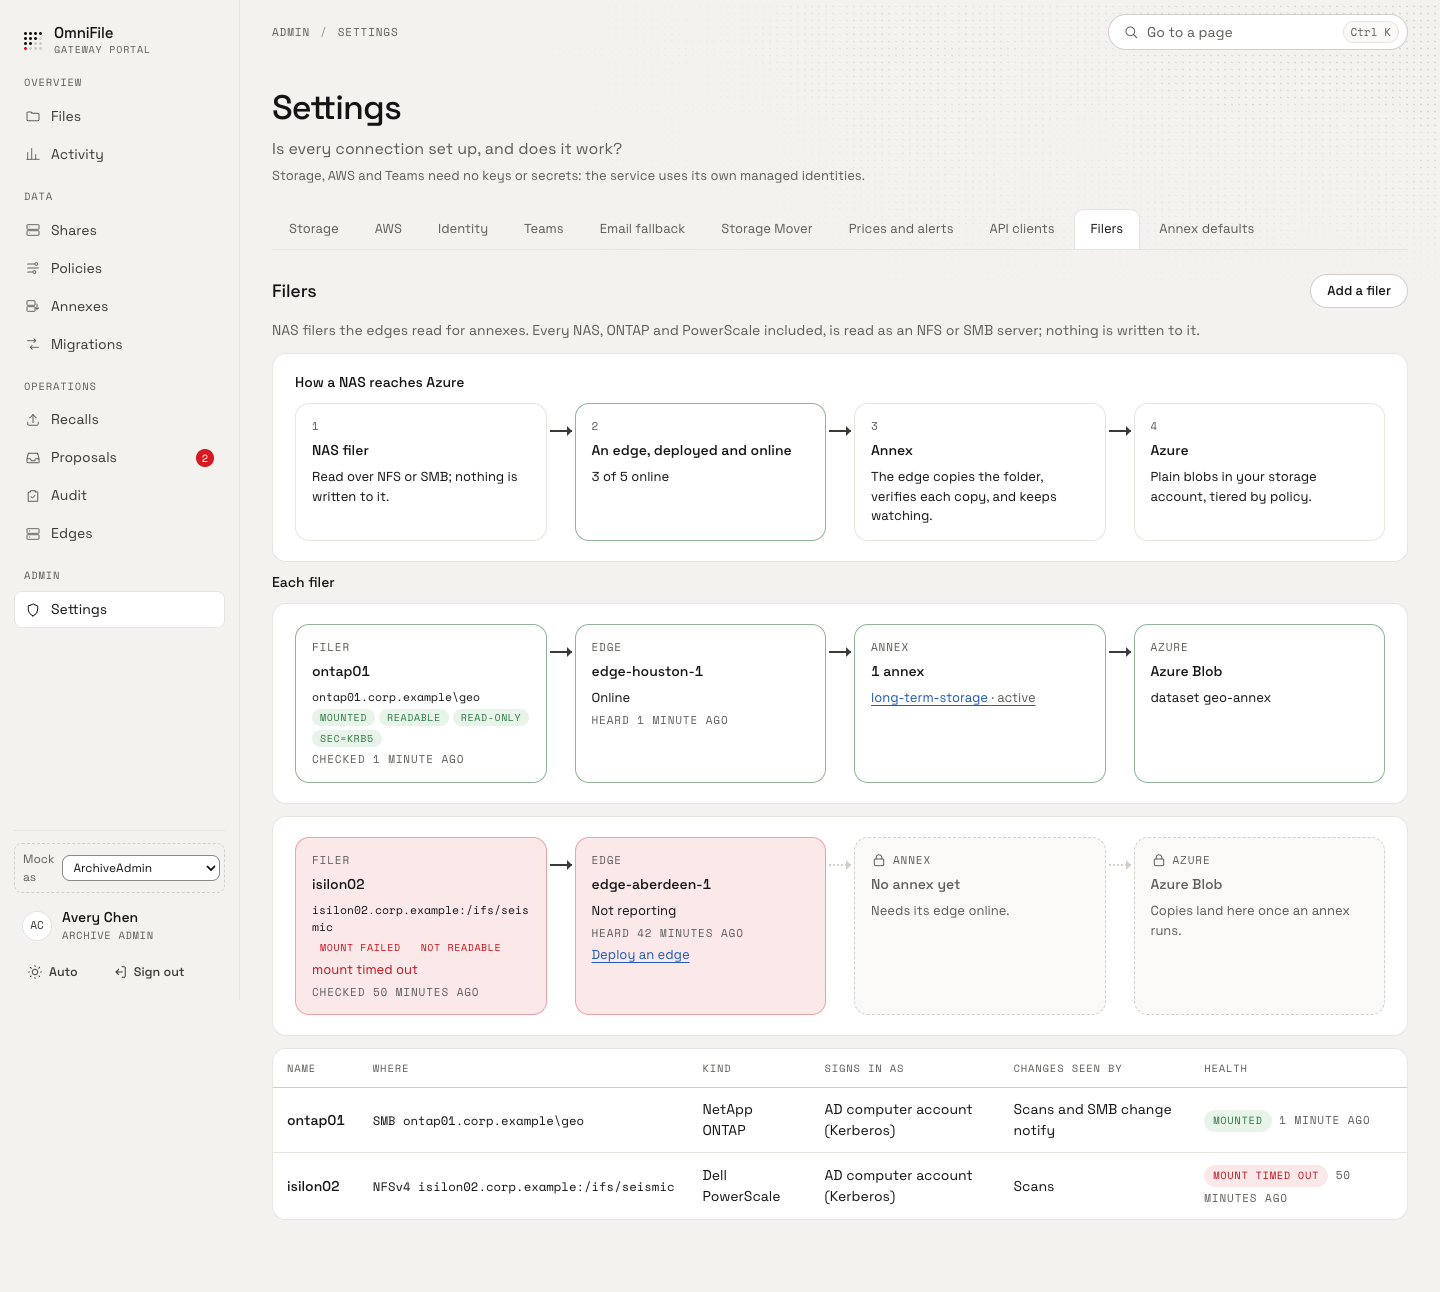 OmniFile
GATEWAY PORTAL
OVERVIEW
Files
Activity
DATA
Shares
Policies
Annexes
Migrations
OPERATIONS
Recalls
Proposals 2
Audit
Edges
ADMIN
Settings
Mock as
ArchiveAdmin
AC
Avery Chen
ARCHIVE ADMIN
Auto
Sign out
ADMIN / SETTINGS
Go to a page
Ctrl K
Settings
Is every connection set up, and does it work?
Storage, AWS and Teams need no keys or secrets: the service uses its own managed identities.
Storage AWS Identity Teams Email fallback Storage Mover Prices and alerts API clients Filers Annex defaults
Filers
Add a filer
NAS filers the edges read for annexes. Every NAS, ONTAP and PowerScale included, is read as an NFS or SMB server; nothing is written to it.
How a NAS reaches Azure
1
NAS filer
Read over NFS or SMB; nothing is
written to it.
2
An edge, deployed and online
3 of 5 online
3
Annex
The edge copies the folder,
verifies each copy, and keeps
watching.
4
Azure
Plain blobs in your storage
account, tiered by policy.
Each filer
FILER
ontap01
ontap01.corp.example\geo
MOUNTED READABLE READ-ONLY
SEC=KRB5
CHECKED 1 MINUTE AGO
EDGE
edge-houston-1
Online
HEARD 1 MINUTE AGO
ANNEX
1 annex
long-term-storage · active
AZURE
Azure Blob
dataset geo-annex
FILER
isilon02
isilon02.corp.example:/ifs/seis
mic
MOUNT FAILED NOT READABLE
mount timed out
CHECKED 50 MINUTES AGO
EDGE
edge-aberdeen-1
Not reporting
HEARD 42 MINUTES AGO
Deploy an edge
ANNEX
No annex yet
Needs its edge online.
AZURE
Azure Blob
Copies land here once an annex
runs.
NAME WHERE KIND SIGNS IN AS CHANGES SEEN BY HEALTH
ontap01
SMB ontap01.corp.example\geo
NetApp
ONTAP
AD computer account
(Kerberos)
Scans and SMB change
notify
MOUNTED 1 MINUTE AGO
isilon02
NFSv4 isilon02.corp.example:/ifs/seismic
Dell
PowerScale
AD computer account
(Kerberos)
Scans
MOUNT TIMED OUT 50
MINUTES AGO